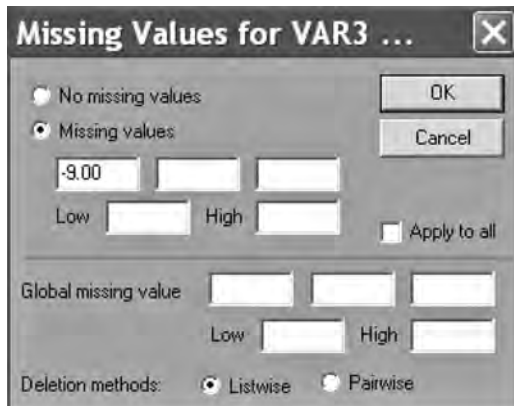 Missing Values for VAR3 ...
No missing values
OK
Missing values
Cancel
-9.00
Low High
Apply to all
Global missing value
Low High
Deletion methods: Listwise Pairwise